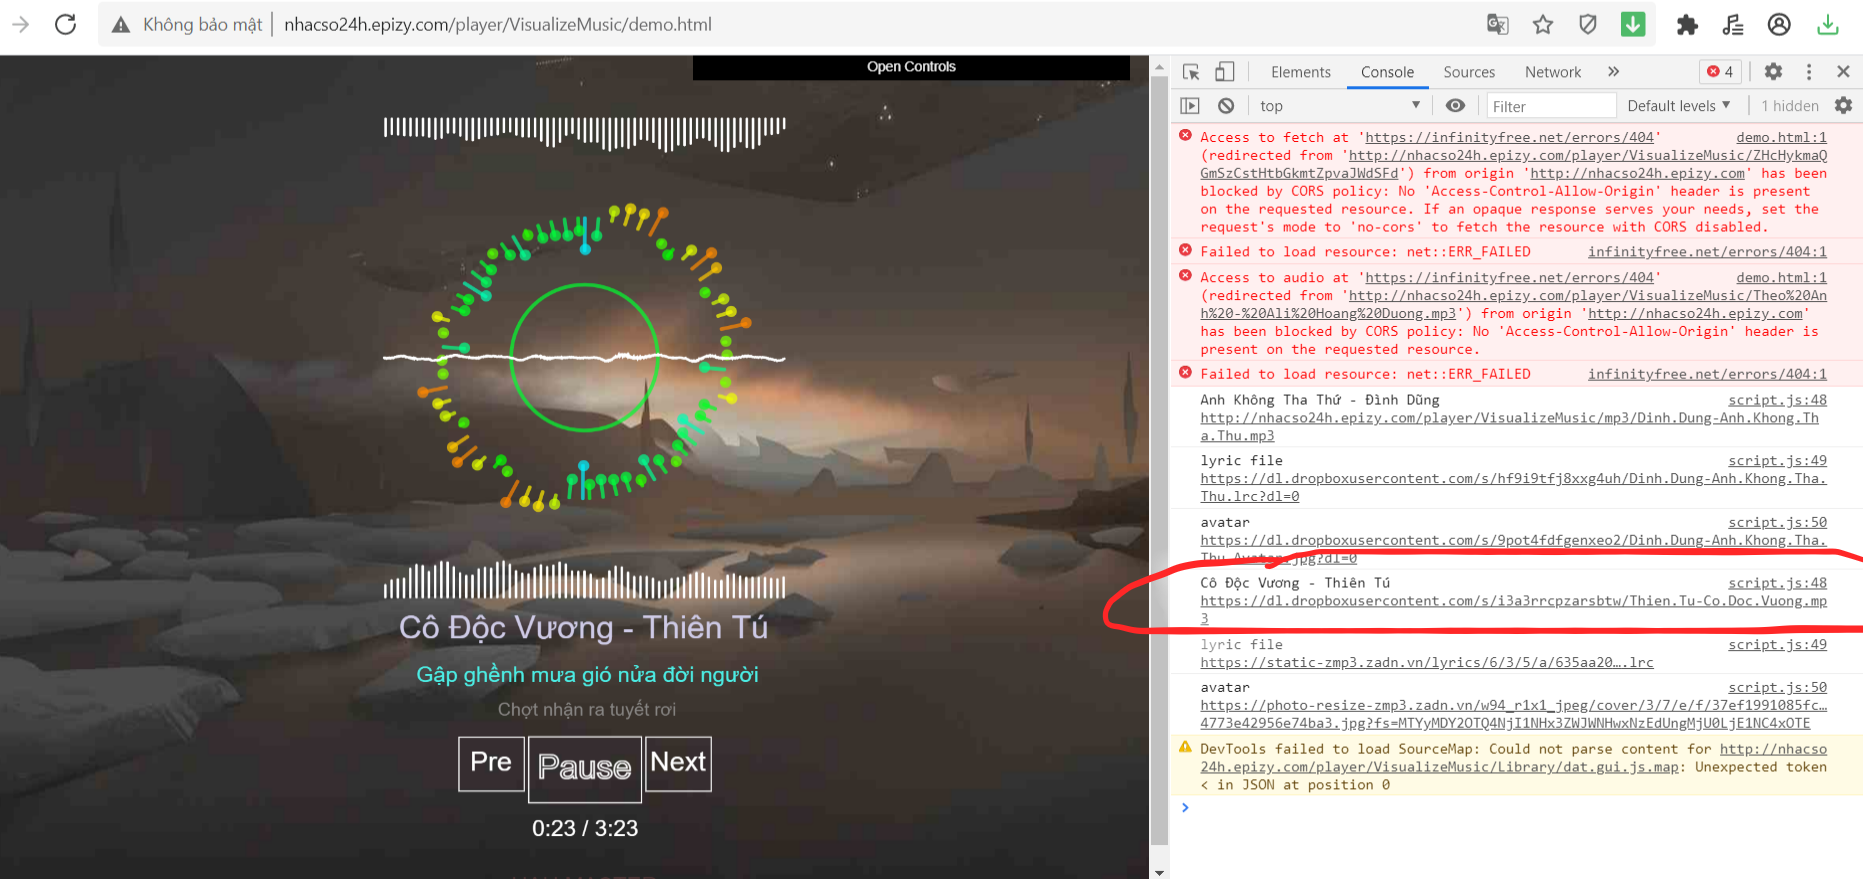 Không bảo mật
nhacso24h.epizy.com/player/VisualizeMusic/demo.html
Open Controls
Cô Độc Vương - Thiên Tú
Gập ghềnh mưa gió nửa đời người
Chợt nhận ra tuyết rơi
Pre
Pause
Next
0:23 / 3:23
Elements Console Sources Network » 4
top Filter Default levels 1 hidden
Access to fetch at 'https://infinityfree.net/errors/404' demo.html:1
(redirected from 'http://nhacso24h.epizy.com/player/VisualizeMusic/ZHcHykmaQ
GmSzCstHtbGkmtZpvaJWdSFd') from origin 'http://nhacso24h.epizy.com' has been
blocked by CORS policy: No 'Access-Control-Allow-Origin' header is present
on the requested resource. If an opaque response serves your needs, set the
request's mode to 'no-cors' to fetch the resource with CORS disabled.
Failed to load resource: net::ERR_FAILED infinityfree.net/errors/404:1
Access to audio at 'https://infinityfree.net/errors/404' demo.html:1
(redirected from 'http://nhacso24h.epizy.com/player/VisualizeMusic/Theo%20An
h%20-%20Ali%20Hoang%20Duong.mp3') from origin 'http://nhacso24h.epizy.com'
has been blocked by CORS policy: No 'Access-Control-Allow-Origin' header is
present on the requested resource.
Failed to load resource: net::ERR_FAILED infinityfree.net/errors/404:1
Anh Không Tha Thứ - Đình Dũng script.js:48
http://nhacso24h.epizy.com/player/VisualizeMusic/mp3/Dinh.Dung-Anh.Khong.Th
a.Thu.mp3
lyric file script.js:49
https://dl.dropboxusercontent.com/s/hf9i9tfj8xxg4uh/Dinh.Dung-Anh.Khong.Tha.
Thu.lrc?dl=0
avatar script.js:50
https://dl.dropboxusercontent.com/s/9pot4fdfgenxeo2/Dinh.Dung-Anh.Khong.Tha.
Thu.Avatar.jpg?dl=0
Cô Độc Vương - Thiên Tú script.js:48
https://dl.dropboxusercontent.com/s/i3a3rrcpzarsbtw/Thien.Tu-Co.Doc.Vuong.mp
3
lyric file script.js:49
https://static-zmp3.zadn.vn/lyrics/6/3/5/a/635aa20….lrc
avatar script.js:50
https://photo-resize-zmp3.zadn.vn/w94_r1x1_jpeg/cover/3/7/e/f/37ef1991085fc…
4773e42956e74ba3.jpg?fs=MTYyMDY2OTQ4NjI1NHx3ZWJWNHwxNzEdUngMjU0LjE1NC4xOTE
DevTools failed to load SourceMap: Could not parse content for http://nhacso
24h.epizy.com/player/VisualizeMusic/Library/dat.gui.js.map: Unexpected token
< in JSON at position 0